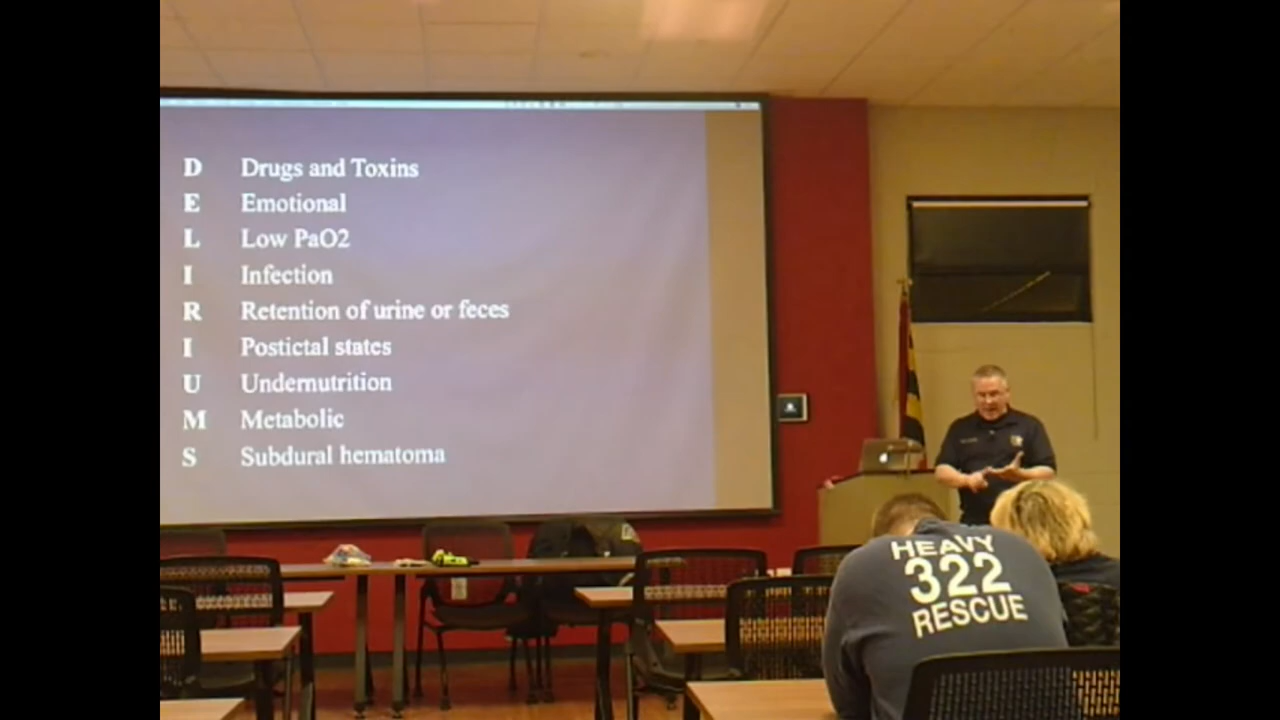 D Drugs and Toxins
E Emotional
L Low PaO2
I Infection
R Retention of urine or feces
I Postictal states
U Undernutrition
M Metabolic
S Subdural hematoma
HEAVY
322
RESCUE